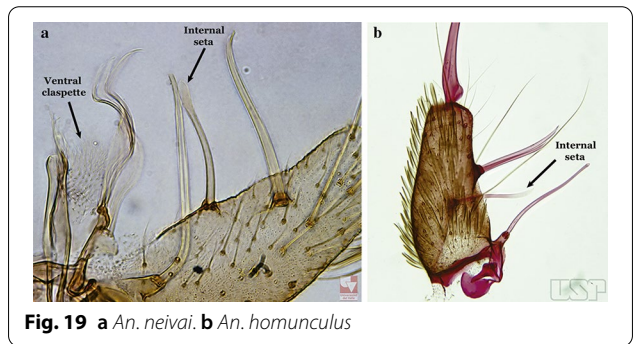 a
Internal
seta
Ventral
claspette
b
Internal
seta
USP
Fig. 19 a An. neivai. b An. homunculus